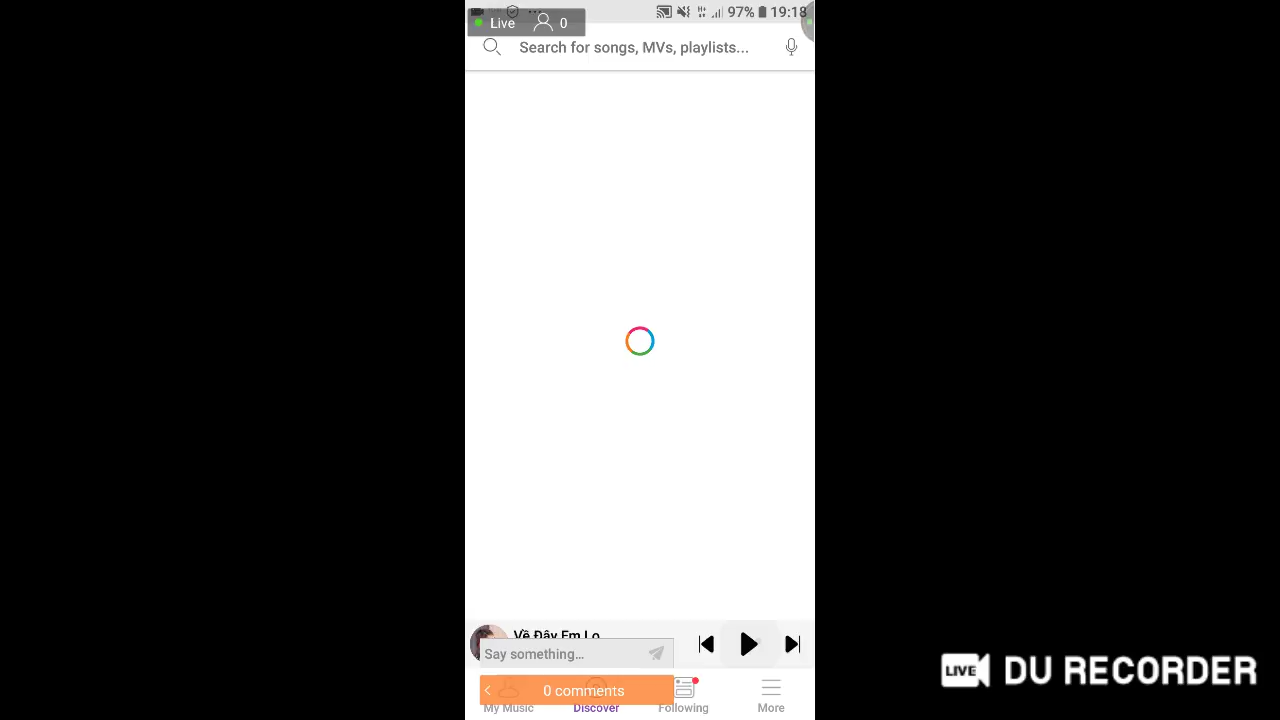 Live 0
97% 19:18
Search for songs, MVs, playlists...
Về Đây Em Lo
Say something...
0 comments
My Music Discover Following More
LIVE DU RECORDER